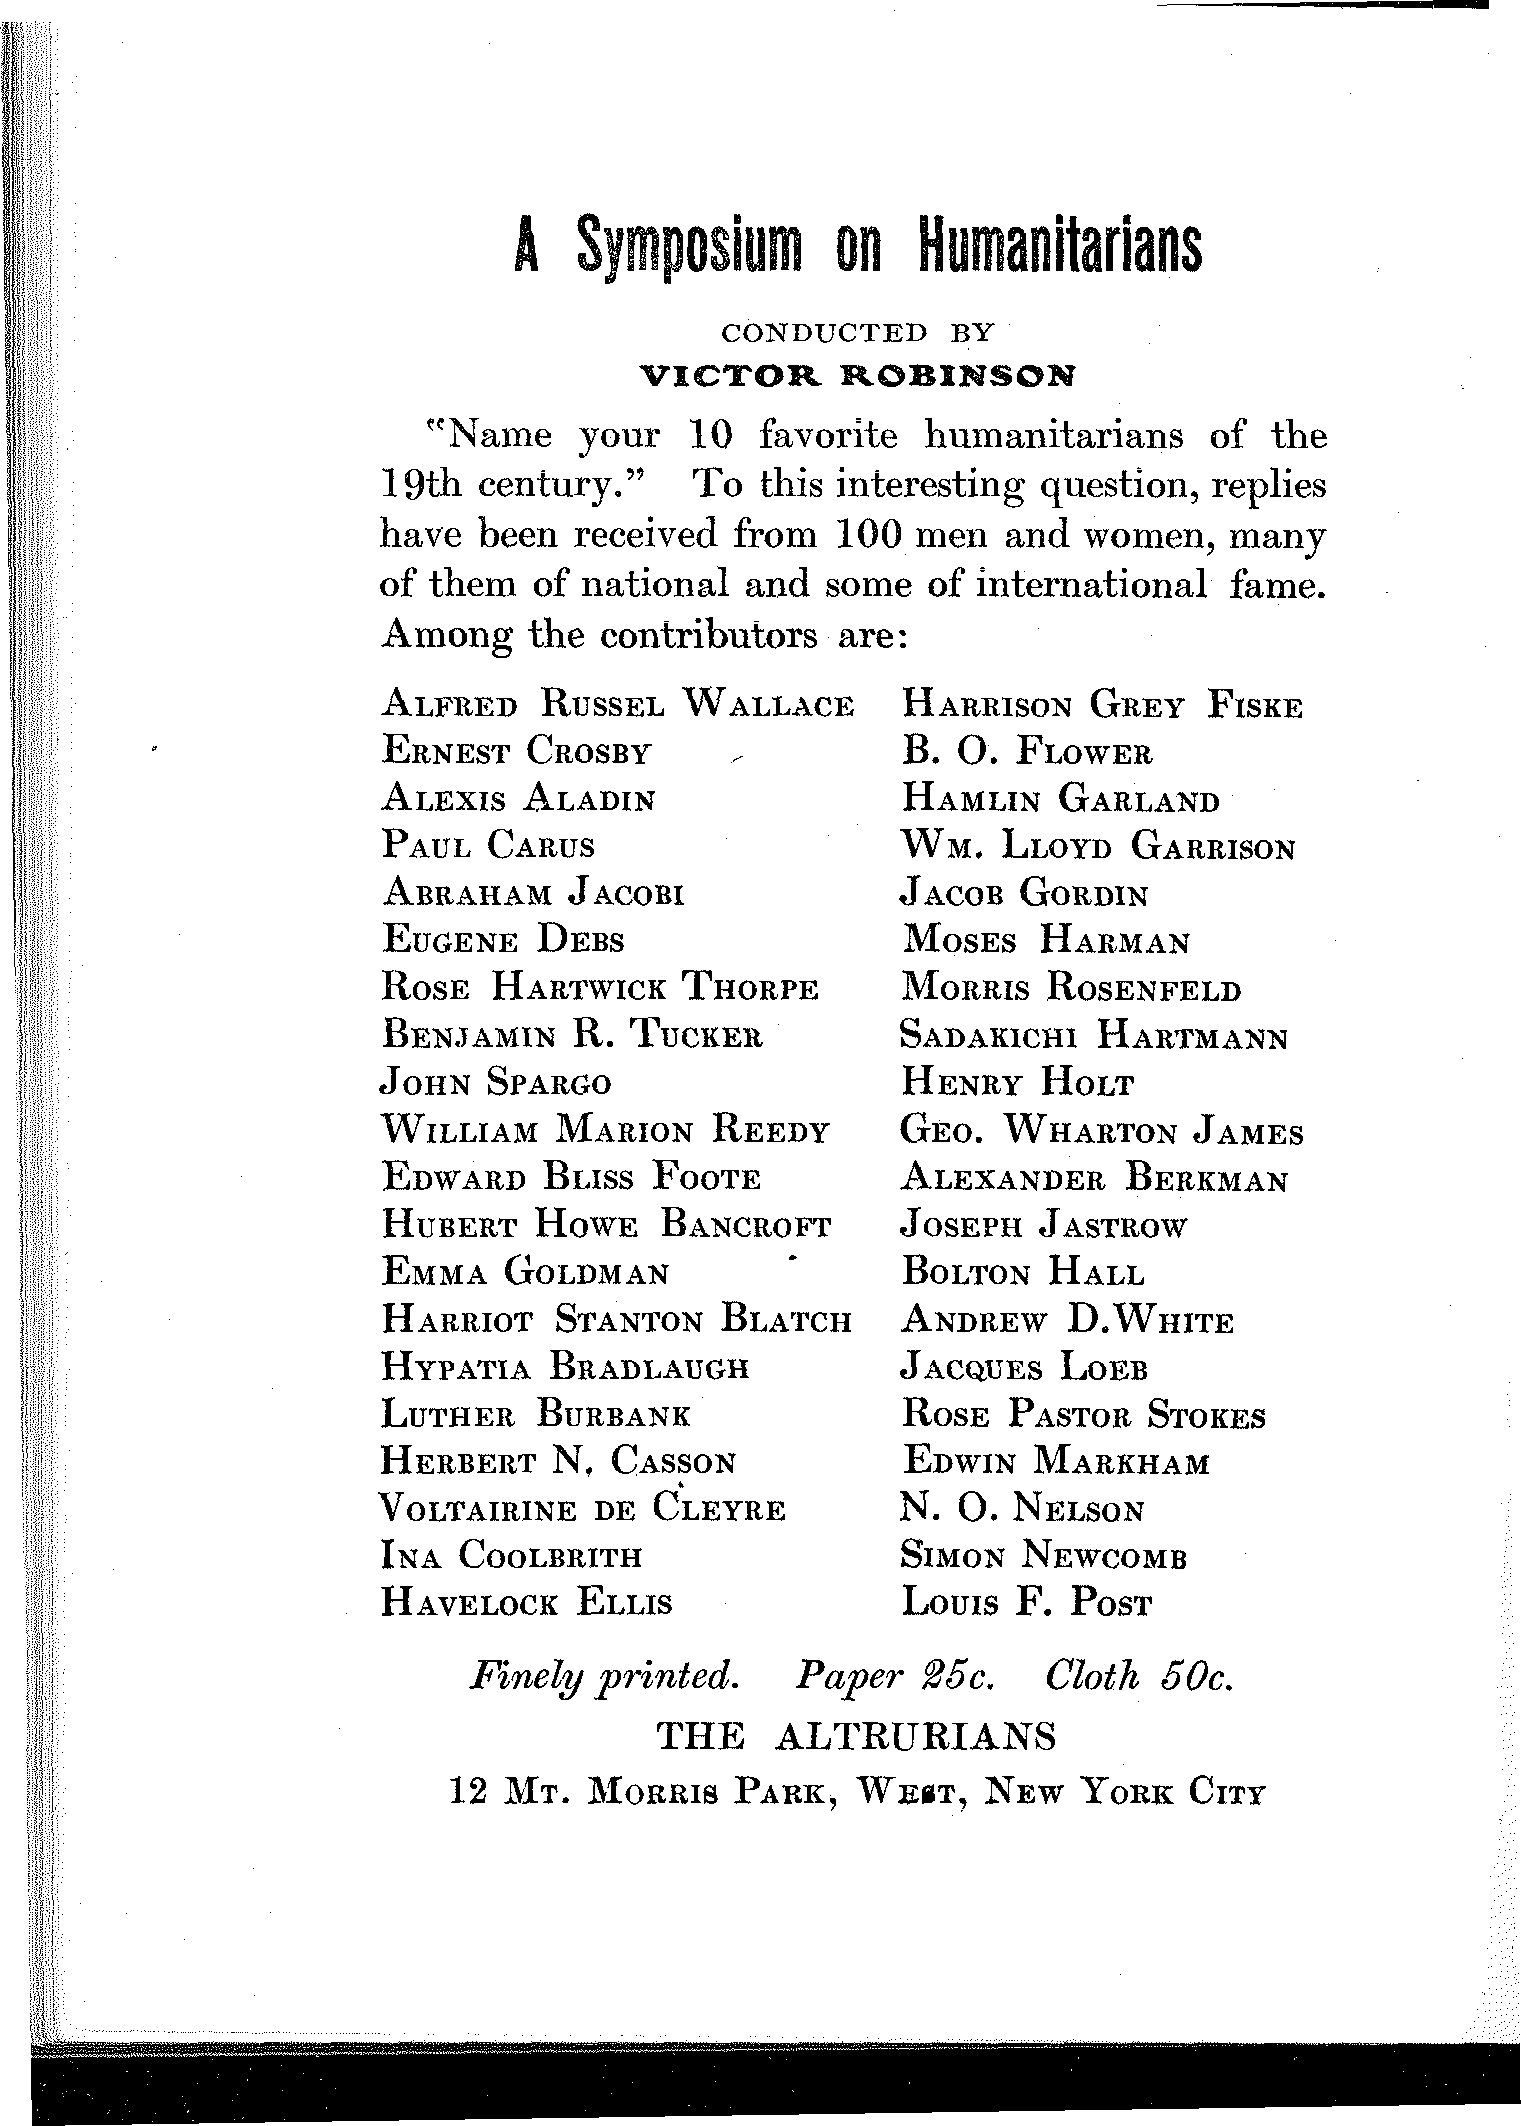 A Symposium on Humanitarians
CONDUCTED BY
VICTOR ROBINSON
"Name your 10 favorite humanitarians of the
19th century." To this interesting question, replies
have been received from 100 men and women, many
of them of national and some of international fame.
Among the contributors are:
ALFRED RUSSEL WALLACE
ERNEST CROSBY
ALEXIS ALADIN
PAUL CARUS
ABRAHAM JACOBI
EUGENE DEBS
ROSE HARTWICK THORPE
BENJAMIN R. TUCKER
JOHN SPARGO
WILLIAM MARION REEDY
EDWARD BLISS FOOTE
HUBERT HOWE BANCROFT
EMMA GOLDMAN
HARRIOT STANTON BLATCH
HYPATIA BRADLAUGH
LUTHER BURBANK
HERBERT N. CASSON
VOLTAIRINE DE CLEYRE
INA COOLBRITH
HAVELOCK ELLIS
HARRISON GREY FISKE
B. O. FLOWER
HAMLIN GARLAND
WM. LLOYD GARRISON
JACOB GORDIN
MOSES HARMAN
MORRIS ROSENFELD
SADAKICHI HARTMANN
HENRY HOLT
GEO. WHARTON JAMES
ALEXANDER BERKMAN
JOSEPH JASTROW
BOLTON HALL
ANDREW D. WHITE
JACQUES LOEB
ROSE PASTOR STOKES
EDWIN MARKHAM
N. O. NELSON
SIMON NEWCOMB
LOUIS F. POST
Finely printed. Paper 25c. Cloth 50c.
THE ALTRURIANS
12 MT. MORRIS PARK, WEST, NEW YORK CITY